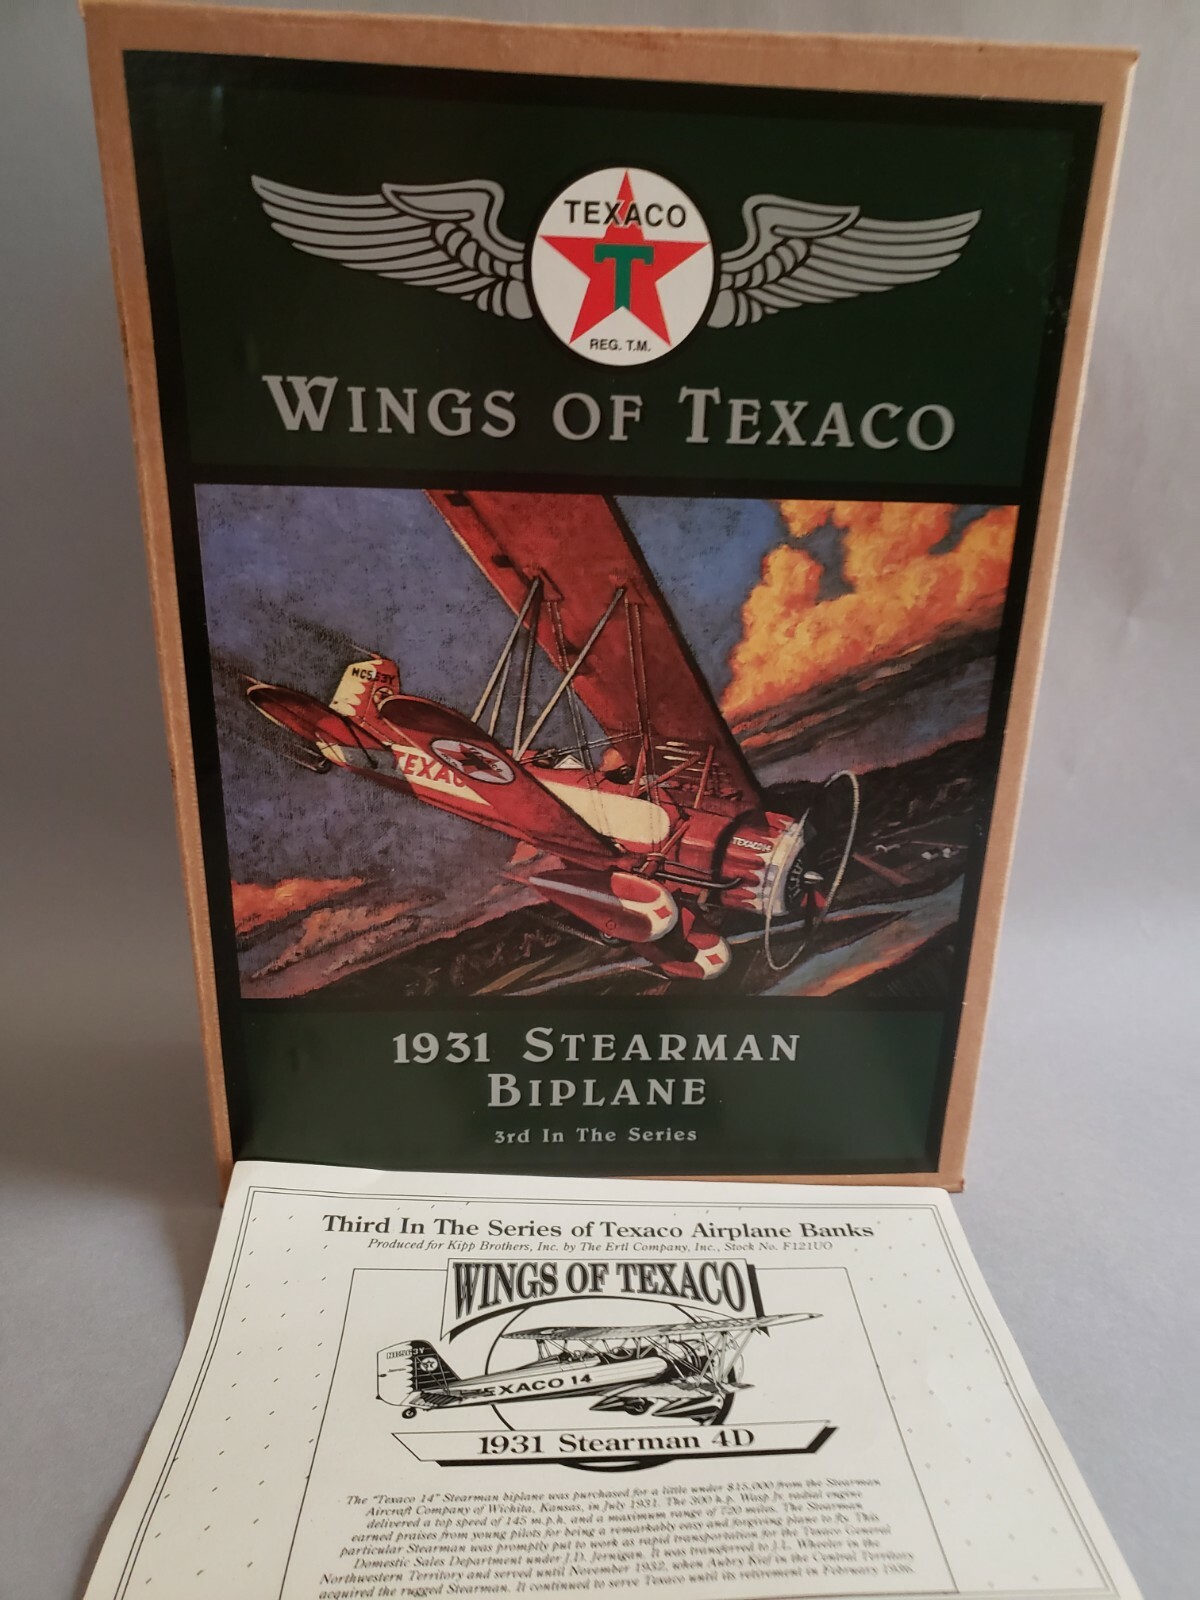 TEXACO
T
REG. T.M.
WINGS OF TEXACO
TEXACO
TEXACO 14
1931 STEARMAN
BIPLANE
3rd In The Series
Third In The Series of Texaco Airplane Banks
Produced for Kipp Brothers, Inc. by The Ertl Company, Inc., Stock No. F121UO
WINGS OF TEXACO
TEXACO 14
1931 Stearman 4D
The "Texaco 14" Stearman biplane was purchased for a little under $15,000 from the Stearman
Aircraft Company of Wichita, Kansas, in July 1931. The 300 h.p. Wasp Jr. radial engine
delivered a top speed of 145 m.p.h. and a maximum range of 720 miles. The Stearman
earned praises from young pilots for being a remarkably easy and forgiving plane to fly. This
particular Stearman was promptly put to work as rapid transportation for the Texaco General
Domestic Sales Department under J.D. Jernigan. It was transferred to J.L. Wheeler in the
Northwestern Territory and served until November 1932, when Aubry Kief in the Central Territory
acquired the rugged Stearman. It continued to serve Texaco until its retirement in February 1936.